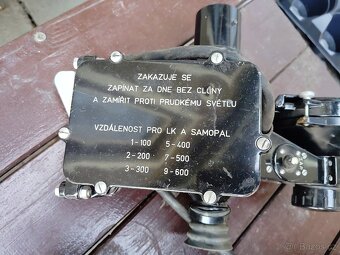 ZAKAZUJE SE
ZAPÍNAT ZA DNE BEZ CLONY
A ZAMÍŘIT PROTI PRUDKÉMU SVĚTLU
VZDÁLENOST PRO LK A SAMOPAL
1-100 5-400
2-200 7-500
3-300 9-600